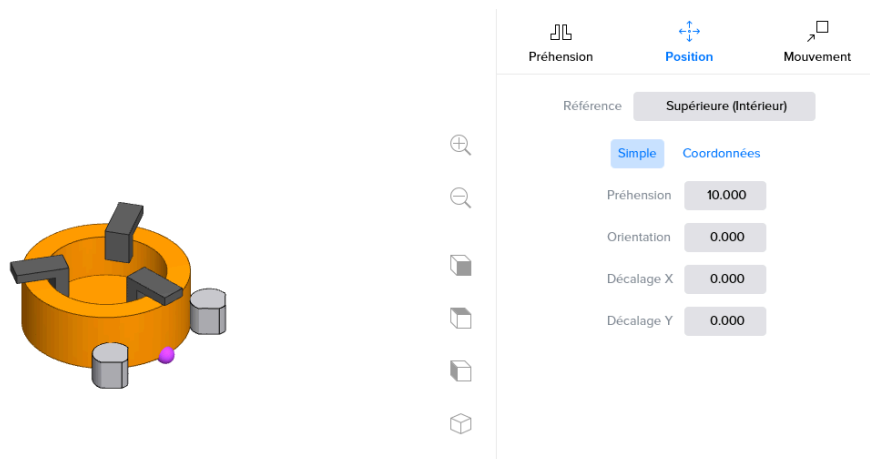 Préhension
Position
Mouvement
Référence Supérieure (Intérieur)
Simple Coordonnées
Préhension 10.000
Orientation 0.000
Décalage X 0.000
Décalage Y 0.000